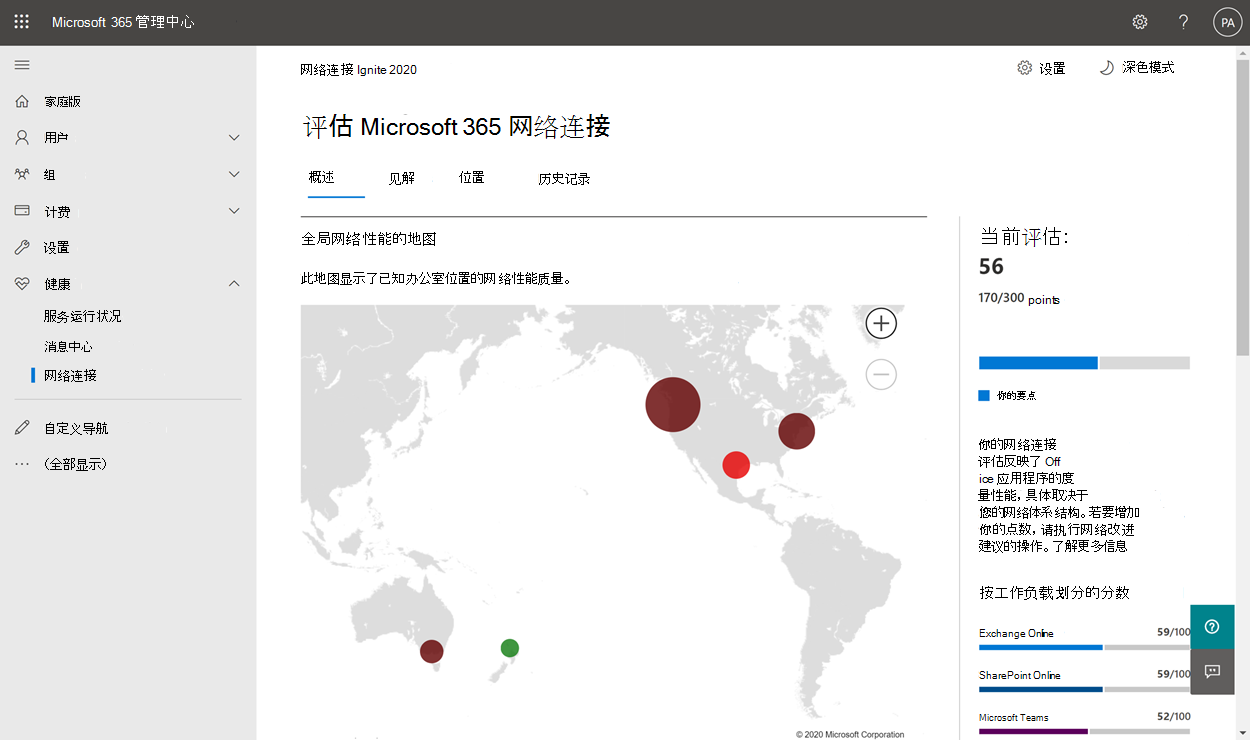 Microsoft 365 管理中心
PA
家庭版
用户
组
计费
设置
健康
服务运行状况
消息中心
网络连接
自定义导航
(全部显示)
网络连接 Ignite 2020
设置
深色模式
评估 Microsoft 365 网络连接
概述
见解
位置
历史记录
全局网络性能的地图
此地图显示了已知办公室位置的网络性能质量。
© 2020 Microsoft Corporation
当前评估:
56
170/300 points
你的要点
你的网络连接
评估反映了 Off
ice 应用程序的度
量性能，具体取决于
您的网络体系结构。若要增加
你的点数，请执行网络改进
建议的操作。了解更多信息
按工作负载划分的分数
Exchange Online 59/100
SharePoint Online 59/100
Microsoft Teams 52/100